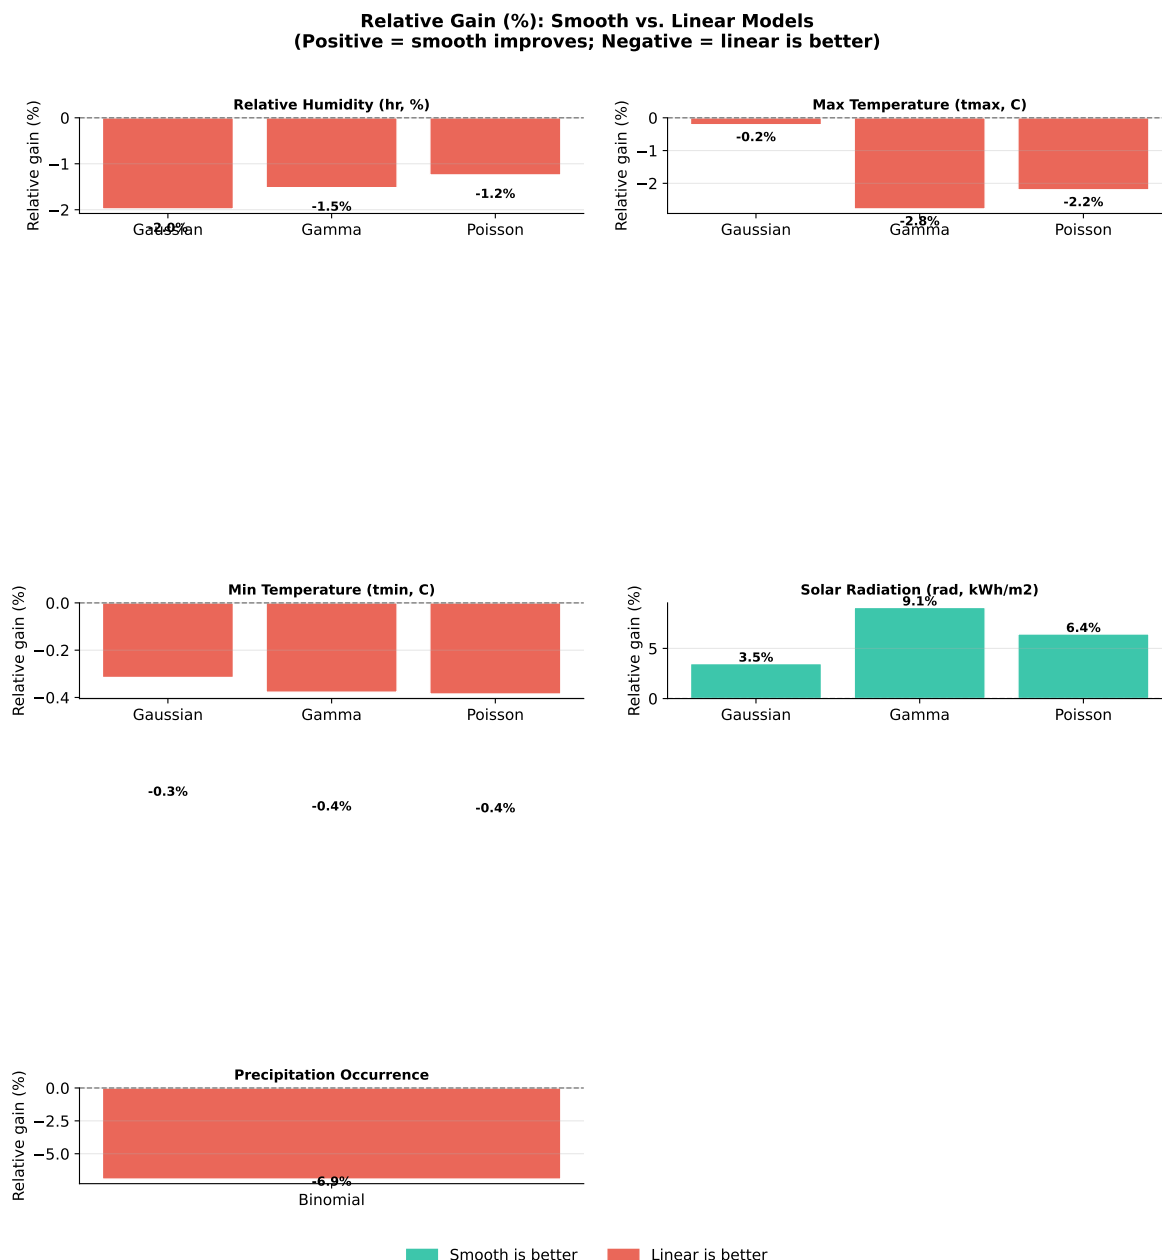 Relative Gain (%): Smooth vs. Linear Models
(Positive = smooth improves; Negative = linear is better)
Relative Humidity (hr, %)
Relative gain (%)
0
−1
−2
-2.0%
-1.5%
-1.2%
Gaussian
Gamma
Poisson
Max Temperature (tmax, C)
Relative gain (%)
0
−1
−2
-0.2%
-2.8%
-2.2%
Gaussian
Gamma
Poisson
Min Temperature (tmin, C)
Relative gain (%)
0.0
−0.2
−0.4
Gaussian
Gamma
Poisson
-0.3%
-0.4%
-0.4%
Solar Radiation (rad, kWh/m2)
Relative gain (%)
5
0
3.5%
9.1%
6.4%
Gaussian
Gamma
Poisson
Precipitation Occurrence
Relative gain (%)
0.0
−2.5
−5.0
-6.9%
Binomial
Smooth is better
Linear is better